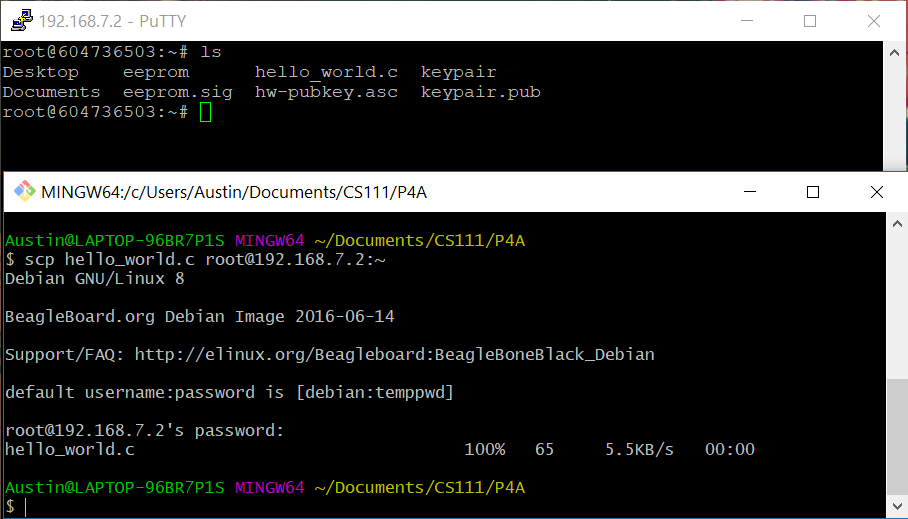 192.168.7.2 - PuTTY
root@604736503:~# ls
Desktop    eeprom      hello_world.c  keypair
Documents  eeprom.sig  hw-pubkey.asc  keypair.pub
root@604736503:~#
MINGW64:/c/Users/Austin/Documents/CS111/P4A
Austin@LAPTOP-96BR7P1S MINGW64 ~/Documents/CS111/P4A
$ scp hello_world.c root@192.168.7.2:~
Debian GNU/Linux 8
BeagleBoard.org Debian Image 2016-06-14
Support/FAQ: http://elinux.org/Beagleboard:BeagleBoneBlack_Debian
default username:password is [debian:temppwd]
root@192.168.7.2's password:
hello_world.c                                 100%   65     5.5KB/s   00:00
Austin@LAPTOP-96BR7P1S MINGW64 ~/Documents/CS111/P4A
$